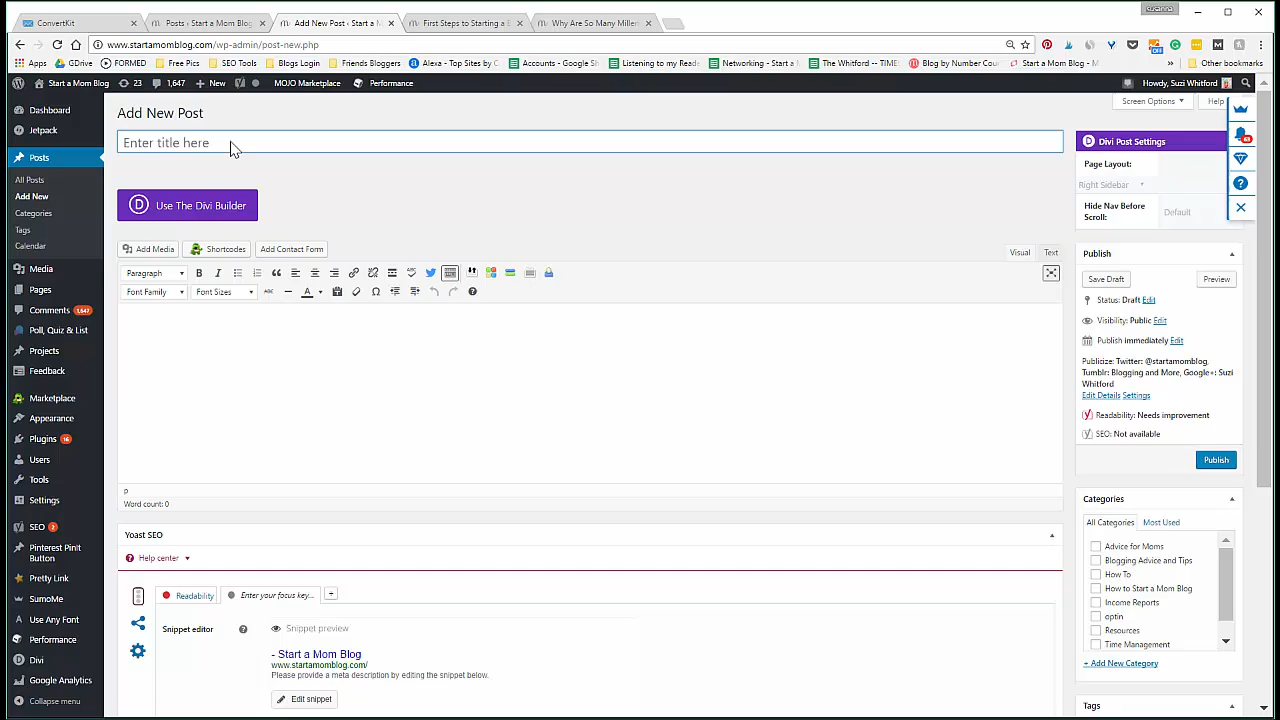 suzanna
ConvertKit
Posts ‹ Start a Mom Blog
Add New Post ‹ Start a M
First Steps to Starting a B
Why Are So Many Millen
www.startamomblog.com/wp-admin/post-new.php
OFF
Apps
Bookmarks
GDrive
FORMED
Free Pics
SEO Tools
Blogs Login
Friends Bloggers
Alexa - Top Sites by C
Accounts - Google Sh
Listening to my Reade
Networking - Start a M
The Whitford -- TIME
Blog by Number Cou
Start a Mom Blog - M
»
Other bookmarks
Start a Mom Blog
23
1,647
New
MOJO Marketplace
Performance
Howdy, Suzi Whitford
Dashboard
Jetpack
Posts
All Posts
Add New
Categories
Tags
Calendar
Media
Pages
Comments 1,647
Poll, Quiz & List
Projects
Feedback
Marketplace
Appearance
Plugins 16
Users
Tools
Settings
SEO 2
Pinterest PinIt
Button
Pretty Link
SumoMe
Use Any Font
Performance
Divi
Google Analytics
Collapse menu
Screen Options
Help
Add New Post
Enter title here
Use The Divi Builder
Add Media
Shortcodes
Add Contact Form
Visual
Text
Paragraph
B
I
Font Family
Font Sizes
ABC
A
p
Word count: 0
Yoast SEO
Help center
Readability
Enter your focus key...
+
Snippet editor
Snippet preview
- Start a Mom Blog
www.startamomblog.com/
Please provide a meta description by editing the snippet below.
Edit snippet
Divi Post Settings
Page Layout:
Right Sidebar
Hide Nav Before
Scroll:
Default
Publish
Save Draft
Preview
Status: Draft Edit
Visibility: Public Edit
Publish immediately Edit
Publicize: Twitter: @startamomblog,
Tumblr: Blogging and More, Google+: Suzi
Whitford
Edit Details Settings
Readability: Needs improvement
SEO: Not available
Publish
Categories
All Categories
Most Used
Advice for Moms
Blogging Advice and Tips
How To
How to Start a Mom Blog
Income Reports
optin
Resources
Time Management
+ Add New Category
Tags